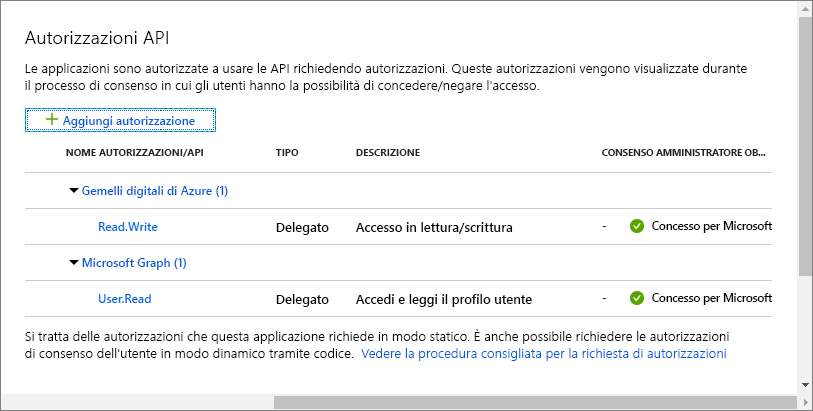 Autorizzazioni API
Le applicazioni sono autorizzate a usare le API richiedendo autorizzazioni. Queste autorizzazioni vengono visualizzate durante
il processo di consenso in cui gli utenti hanno la possibilità di concedere/negare l'accesso.
+ Aggiungi autorizzazione
NOME AUTORIZZAZIONI/API TIPO DESCRIZIONE CONSENSO AMMINISTRATORE OB...
Gemelli digitali di Azure (1)
Read.Write Delegato Accesso in lettura/scrittura - Concesso per Microsoft
Microsoft Graph (1)
User.Read Delegato Accedi e leggi il profilo utente - Concesso per Microsoft
Si tratta delle autorizzazioni che questa applicazione richiede in modo statico. È anche possibile richiedere le autorizzazioni
di consenso dell'utente in modo dinamico tramite codice. Vedere la procedura consigliata per la richiesta di autorizzazioni